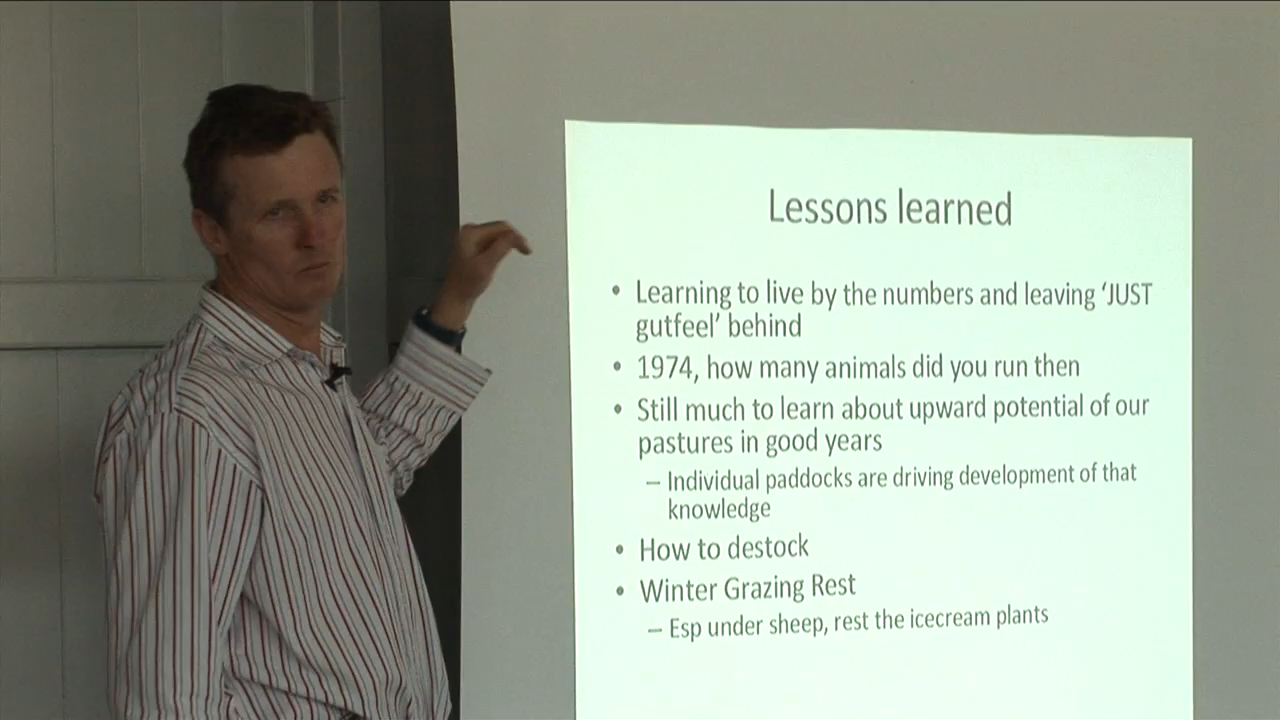 Lessons learned
• Learning to live by the numbers and leaving ‘JUST
gutfeel’ behind
• 1974, how many animals did you run then
• Still much to learn about upward potential of our
pastures in good years
– Individual paddocks are driving development of that
knowledge
• How to destock
• Winter Grazing Rest
– Esp under sheep, rest the icecream plants